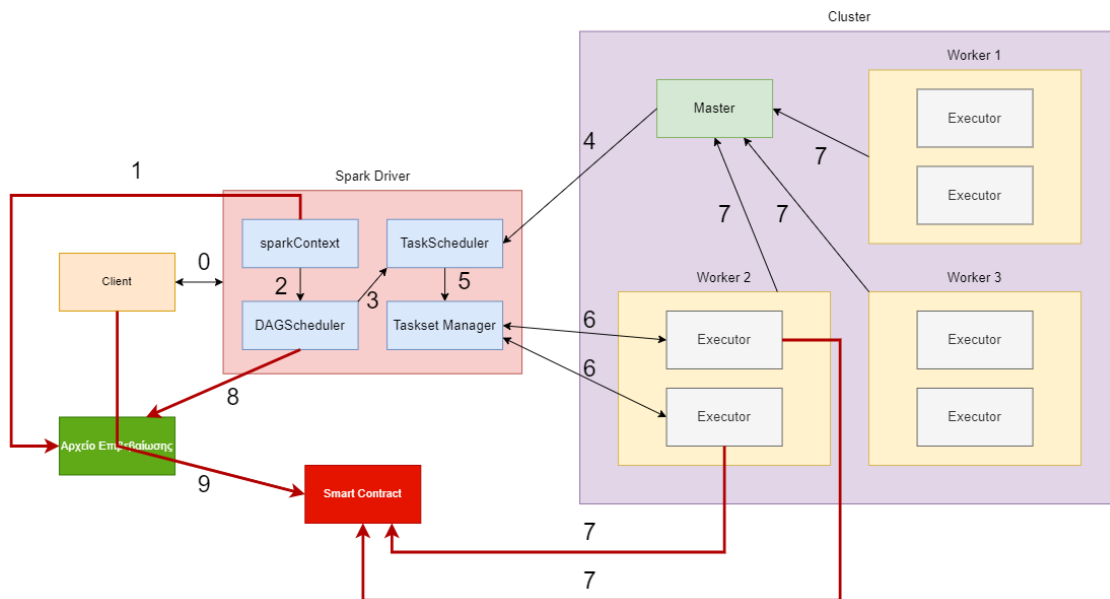 Cluster
Worker 1
Master
Executor
Executor
4
7
7
7
1
Spark Driver
sparkContext
TaskScheduler
Client
0
2
3
5
DAGScheduler
Taskset Manager
6
6
Worker 2
Executor
Executor
Worker 3
Executor
Executor
8
Αρχείο Επιβεβαίωσης
9
Smart Contract
7
7